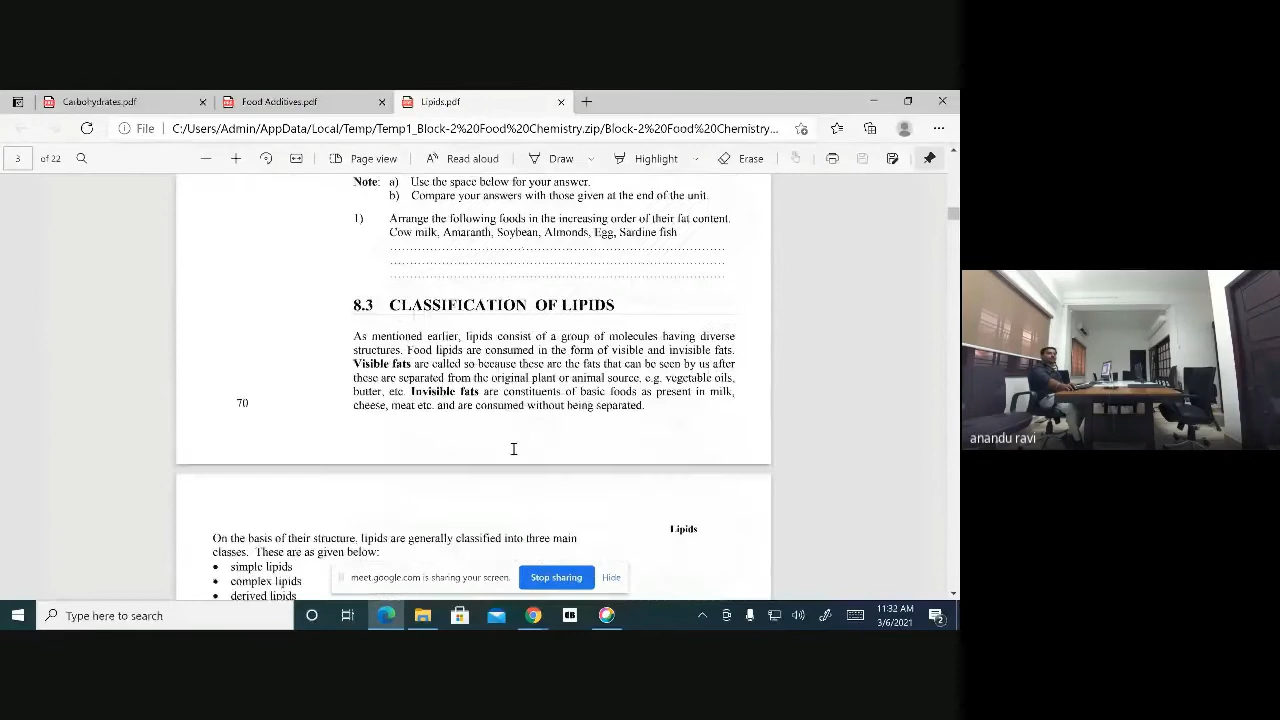 Carbohydrates.pdf
Food Additives.pdf
Lipids.pdf
File
C:/Users/Admin/AppData/Local/Temp/Temp1_Block-2%20Food%20Chemistry.zip/Block-2%20Food%20Chemistry...
3 of 22
Page view
Read aloud
Draw
Highlight
Erase
Note: a) Use the space below for your answer.
b) Compare your answers with those given at the end of the unit.
1) Arrange the following foods in the increasing order of their fat content.
Cow milk, Amaranth, Soybean, Almonds, Egg, Sardine fish
8.3 CLASSIFICATION OF LIPIDS
As mentioned earlier, lipids consist of a group of molecules having diverse
structures. Food lipids are consumed in the form of visible and invisible fats.
Visible fats are called so because these are the fats that can be seen by us after
these are separated from the original plant or animal source, e.g. vegetable oils,
butter, etc. Invisible fats are constituents of basic foods as present in milk,
cheese, meat etc. and are consumed without being separated.
70
Lipids
On the basis of their structure, lipids are generally classified into three main
classes. These are as given below:
• simple lipids
• complex lipids
• derived lipids
meet.google.com is sharing your screen.
Stop sharing
Hide
anandu ravi
Type here to search
11:32 AM
3/6/2021
2